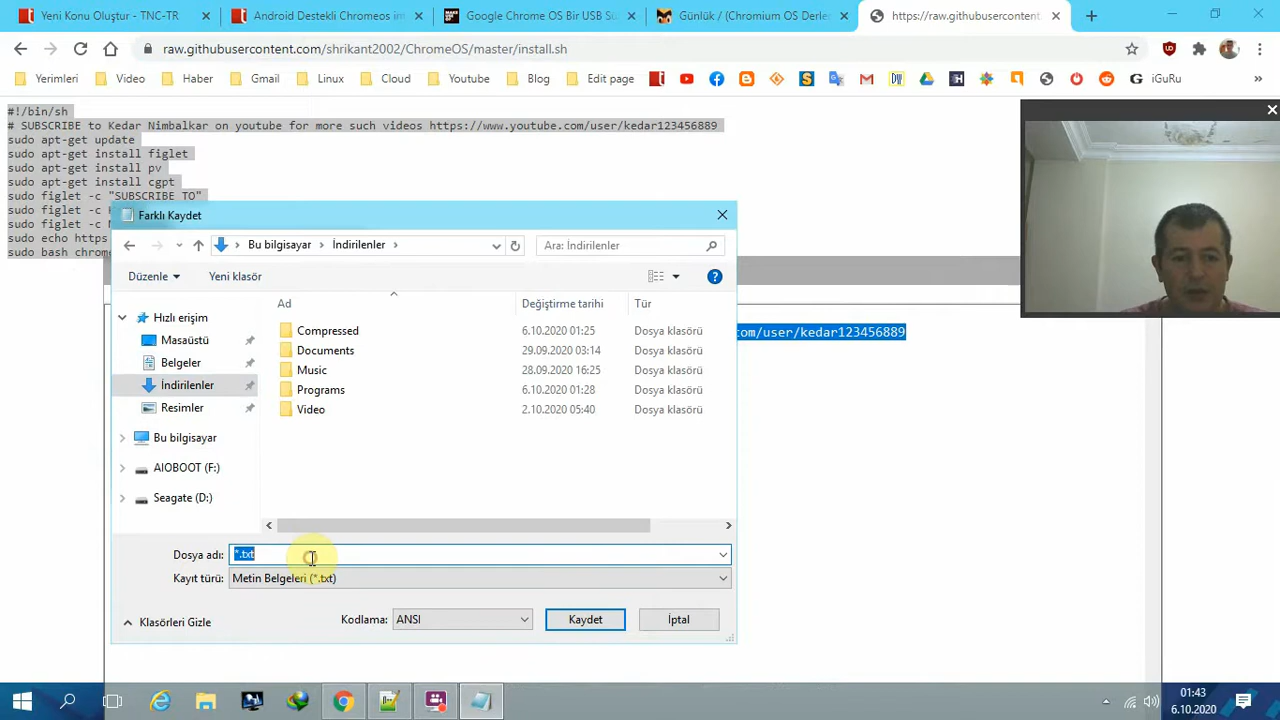 Yeni Konu Oluştur - TNC-TR
Android Destekli Chromeos'
Google Chrome OS Bir USB Sü
Günlük / (Chromium OS Derle
https://raw.githubusercontent
raw.githubusercontent.com/shrikant2002/ChromeOS/master/install.sh
Yerimleri
Video
Haber
Gmail
Linux
Cloud
Youtube
Blog
Edit page
iGuRu
»
#!/bin/sh
# SUBSCRIBE to Kedar Nimbalkar on youtube for more such videos https://www.youtube.com/user/kedar123456889
sudo apt-get update
sudo apt-get install figlet
sudo apt-get install pv
sudo apt-get install cgpt
sudo figlet -c "SUBSCRIBE TO"
sudo figlet -c
sudo figlet -c
sudo echo https
sudo bash chrome
com/user/kedar123456889
Farklı Kaydet
Bu bilgisayar
İndirilenler
Ara: İndirilenler
Düzenle
Yeni klasör
Ad
Değiştirme tarihi
Tür
Compressed 6.10.2020 01:25 Dosya klasörü
Documents 29.09.2020 03:14 Dosya klasörü
Music 28.09.2020 16:25 Dosya klasörü
Programs 6.10.2020 01:28 Dosya klasörü
Video 2.10.2020 05:40 Dosya klasörü
Hızlı erişim
Masaüstü
Belgeler
İndirilenler
Resimler
Bu bilgisayar
AIOBOOT (F:)
Seagate (D:)
Dosya adı: *.txt
Kayıt türü: Metin Belgeleri (*.txt)
Klasörleri Gizle
Kodlama: ANSI
Kaydet
İptal
01:43
6.10.2020